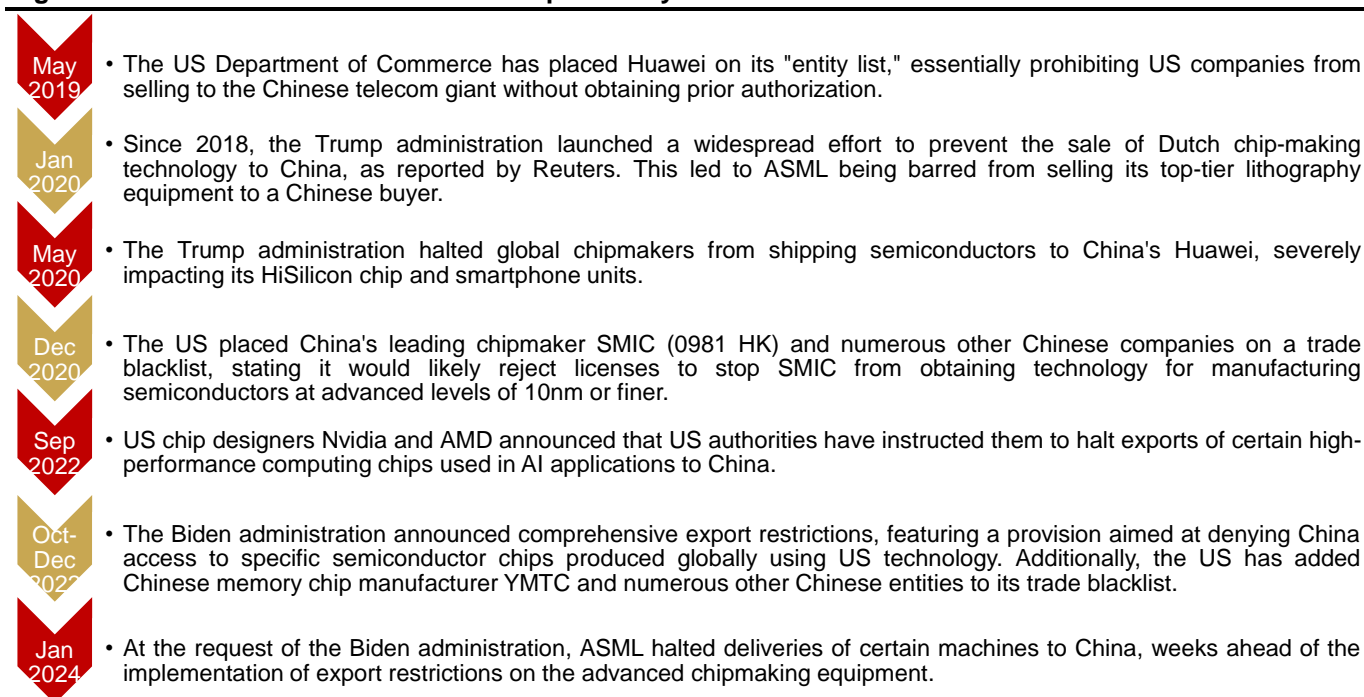 May
2019
• The US Department of Commerce has placed Huawei on its "entity list," essentially prohibiting US companies from
selling to the Chinese telecom giant without obtaining prior authorization.
Jan
2020
• Since 2018, the Trump administration launched a widespread effort to prevent the sale of Dutch chip-making
technology to China, as reported by Reuters. This led to ASML being barred from selling its top-tier lithography
equipment to a Chinese buyer.
May
2020
• The Trump administration halted global chipmakers from shipping semiconductors to China's Huawei, severely
impacting its HiSilicon chip and smartphone units.
Dec
2020
• The US placed China's leading chipmaker SMIC (0981 HK) and numerous other Chinese companies on a trade
blacklist, stating it would likely reject licenses to stop SMIC from obtaining technology for manufacturing
semiconductors at advanced levels of 10nm or finer.
Sep
2022
• US chip designers Nvidia and AMD announced that US authorities have instructed them to halt exports of certain high-
performance computing chips used in AI applications to China.
Oct-
Dec
2022
• The Biden administration announced comprehensive export restrictions, featuring a provision aimed at denying China
access to specific semiconductor chips produced globally using US technology. Additionally, the US has added
Chinese memory chip manufacturer YMTC and numerous other Chinese entities to its trade blacklist.
Jan
2024
• At the request of the Biden administration, ASML halted deliveries of certain machines to China, weeks ahead of the
implementation of export restrictions on the advanced chipmaking equipment.